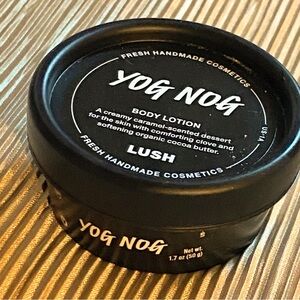 FRESH HANDMADE COSMETICS
YOG NOG
BODY LOTION
A creamy caramel-scented dessert
for the skin with comforting clove and
softening organic cocoa butter.
LUSH
FRESH HANDMADE COSMETICS
YOG NOG
Net wt.
1.7 oz (50 g)